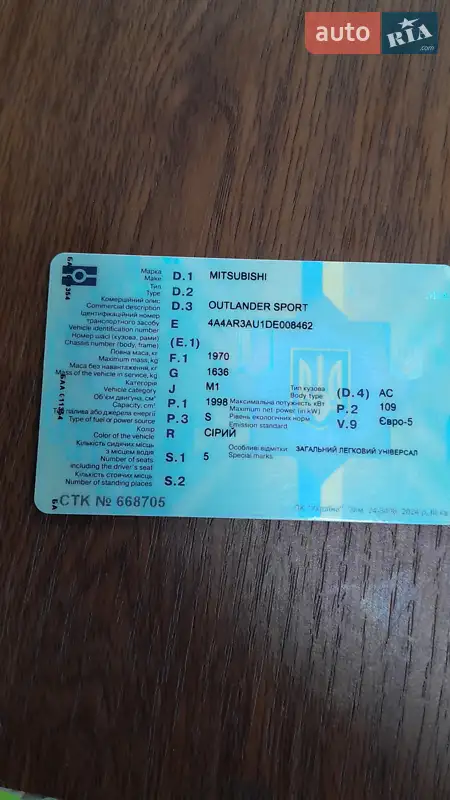 auto RIA.com
Марка
Make D.1 MITSUBISHI
Тип
Type D.2
Комерційний опис
Commercial description D.3 OUTLANDER SPORT
Ідентифікаційний номер
транспортного засобу
Vehicle identification number E 4A4AR3AU1DE008462
Номер шасі (кузова, рами)
Chassis number (body, frame) (E.1)
Повна маса, кг
Maximum mass, kg F.1 1970
Маса без навантаження, кг
Mass of the vehicle in service, kg G 1636
Категорія
Vehicle category J M1
Тип кузова
Body type (D.4) AC
Об'єм двигуна, см³
Capacity, cm³ P.1 1998
Максимальна потужність кВт
Maximum net power (in kW) P.2 109
Тип палива або джерела енергії
Type of fuel or power source P.3 S
Рівень екологічних норм
Emission standard V.9 Євро-5
Колір
Color of the vehicle R СІРИЙ
Кількість сидячих місць
з місцем водія
Number of seats
including the driver's seat S.1 5
Особливі відмітки:
Special marks: ЗАГАЛЬНИЙ ЛЕГКОВИЙ УНІВЕРСАЛ
Кількість стоячих місць
Number of standing places S.2
СТК № 668705